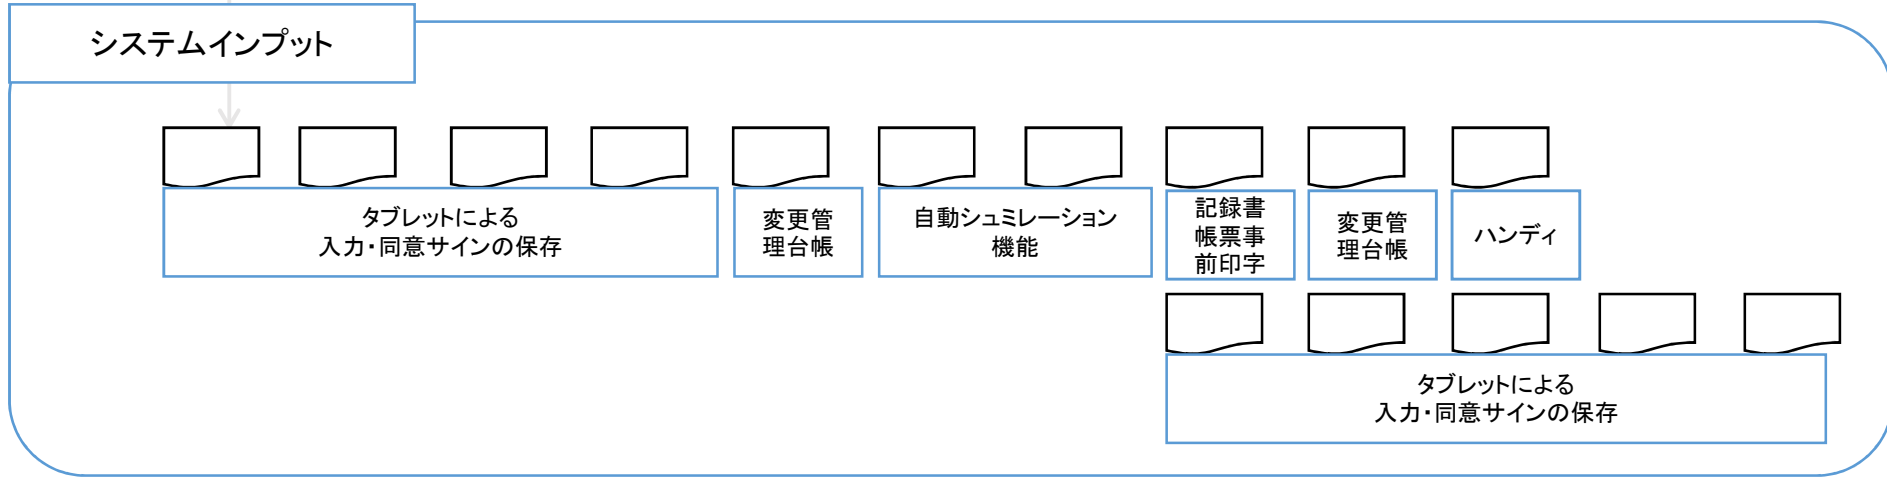 システムインプット
タブレットによる
入力・同意サインの保存
変更管
理台帳
自動シュミレーション
機能
記録書
帳票事
前印字
変更管
理台帳
ハンディ
タブレットによる
入力・同意サインの保存